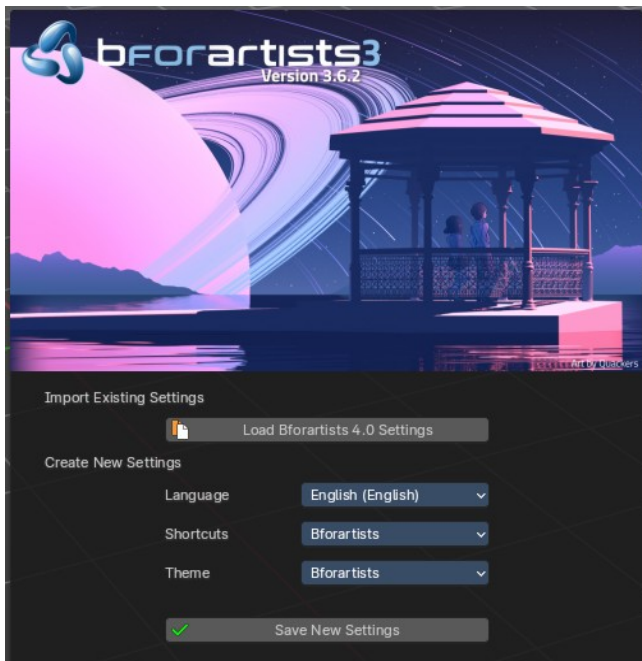 bforartists3
Version 3.6.2
Art by Quackers
Import Existing Settings
Load Bforartists 4.0 Settings
Create New Settings
Language English (English)
Shortcuts Bforartists
Theme Bforartists
Save New Settings